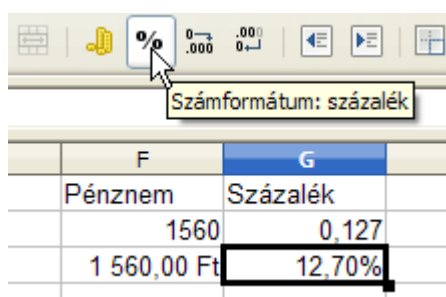 % 0 .000 .000 0
Számformátum: százalék
F G
Pénznem Százalék
1560 0,127
1 560,00 Ft 12,70%